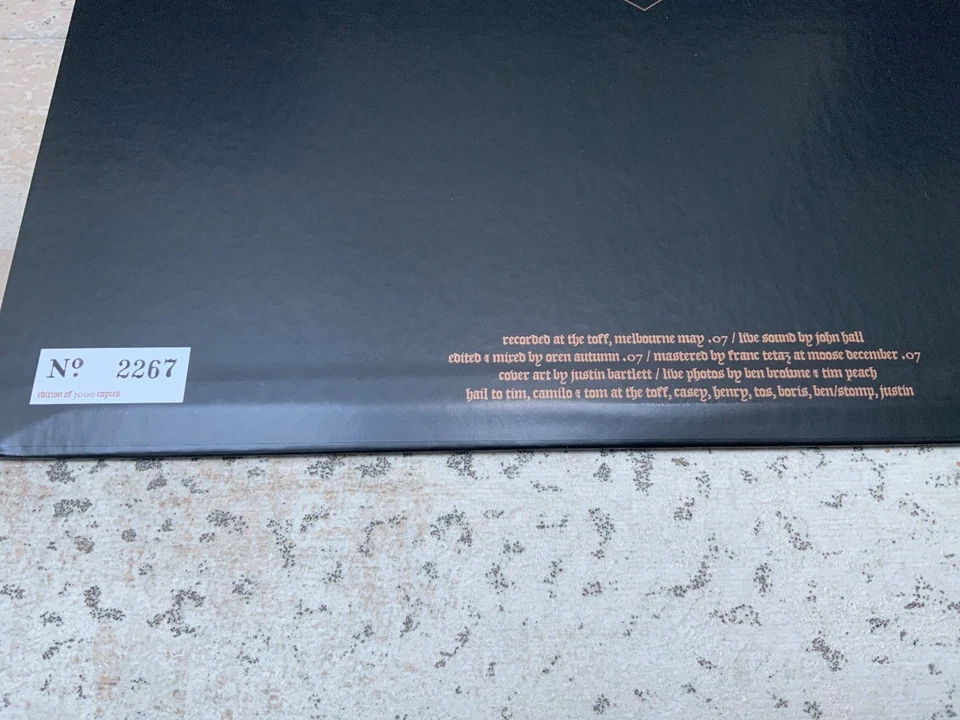 Nº 2267
edition of 3000 copies
recorded at the toff, melbourne may .07 / live sound by john hall
edited & mixed by oren autumn .07 / mastered by franc tetaz at moose december .07
cover art by justin bartlett / live photos by ben browne & tim peach
hail to tim, camilo & tom at the toff, casey, henry, tos, boris, ben/stomp, justin